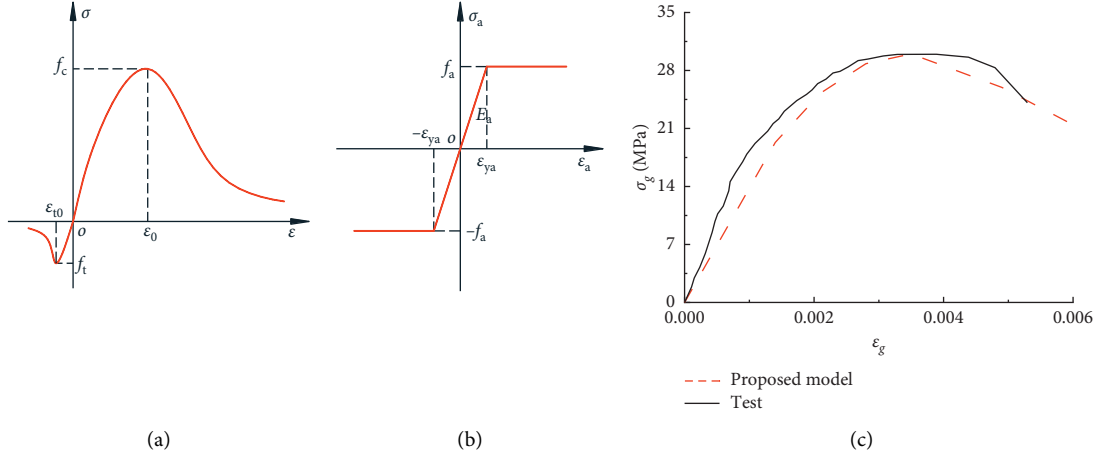 σ
f_c
ε_t0
o
ε_0
ε
f_t
(a)
σ_a
f_a
E_a
−ε_ya
o
ε_ya
ε_a
−f_a
(b)
35
28
21
14
7
0
σ_g (MPa)
0.000
0.002
0.004
0.006
ε_g
Proposed model
Test
(c)